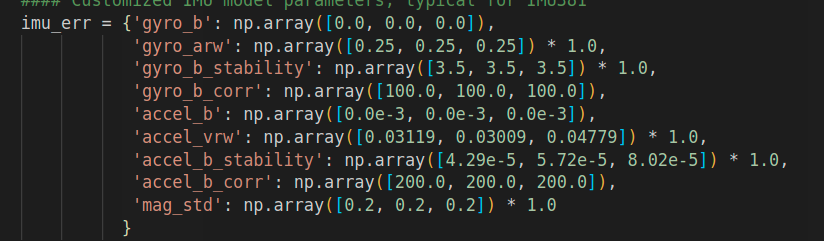 #### Customized IMU model parameters, typical for IMU381
imu_err = {'gyro_b': np.array([0.0, 0.0, 0.0]),
'gyro_arw': np.array([0.25, 0.25, 0.25]) * 1.0,
'gyro_b_stability': np.array([3.5, 3.5, 3.5]) * 1.0,
'gyro_b_corr': np.array([100.0, 100.0, 100.0]),
'accel_b': np.array([0.0e-3, 0.0e-3, 0.0e-3]),
'accel_vrw': np.array([0.03119, 0.03009, 0.04779]) * 1.0,
'accel_b_stability': np.array([4.29e-5, 5.72e-5, 8.02e-5]) * 1.0,
'accel_b_corr': np.array([200.0, 200.0, 200.0]),
'mag_std': np.array([0.2, 0.2, 0.2]) * 1.0
}